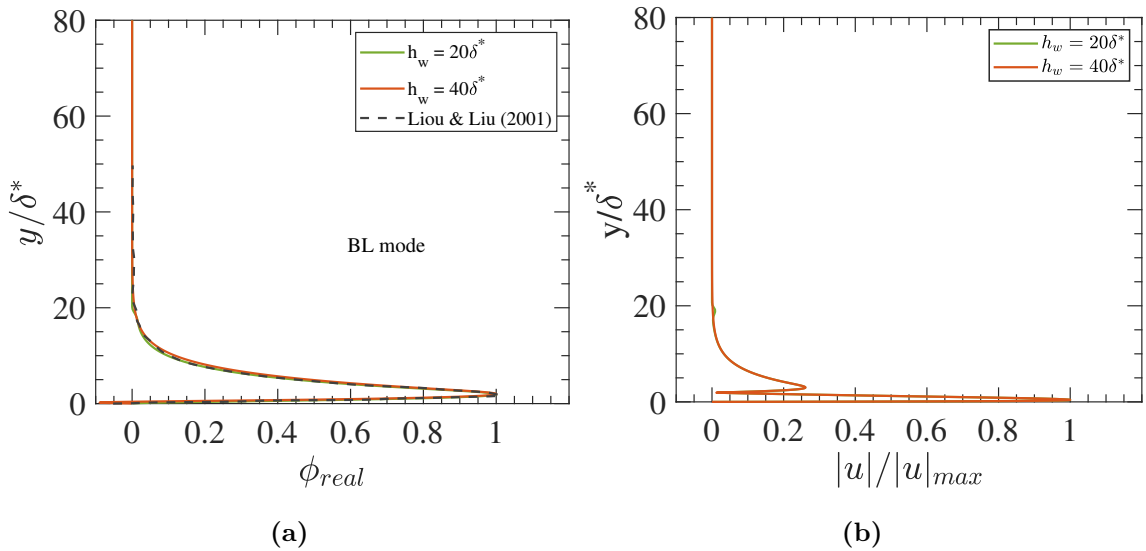 80
60
40
20
0
0
0.2
0.4
0.6
0.8
1
y/δ*
ϕ_real
h_w = 20δ*
h_w = 40δ*
Liou & Liu (2001)
BL mode
(a)
80
60
40
20
0
0
0.2
0.4
0.6
0.8
1
y/δ*
|u|/|u|_max
h_w = 20δ*
h_w = 40δ*
(b)